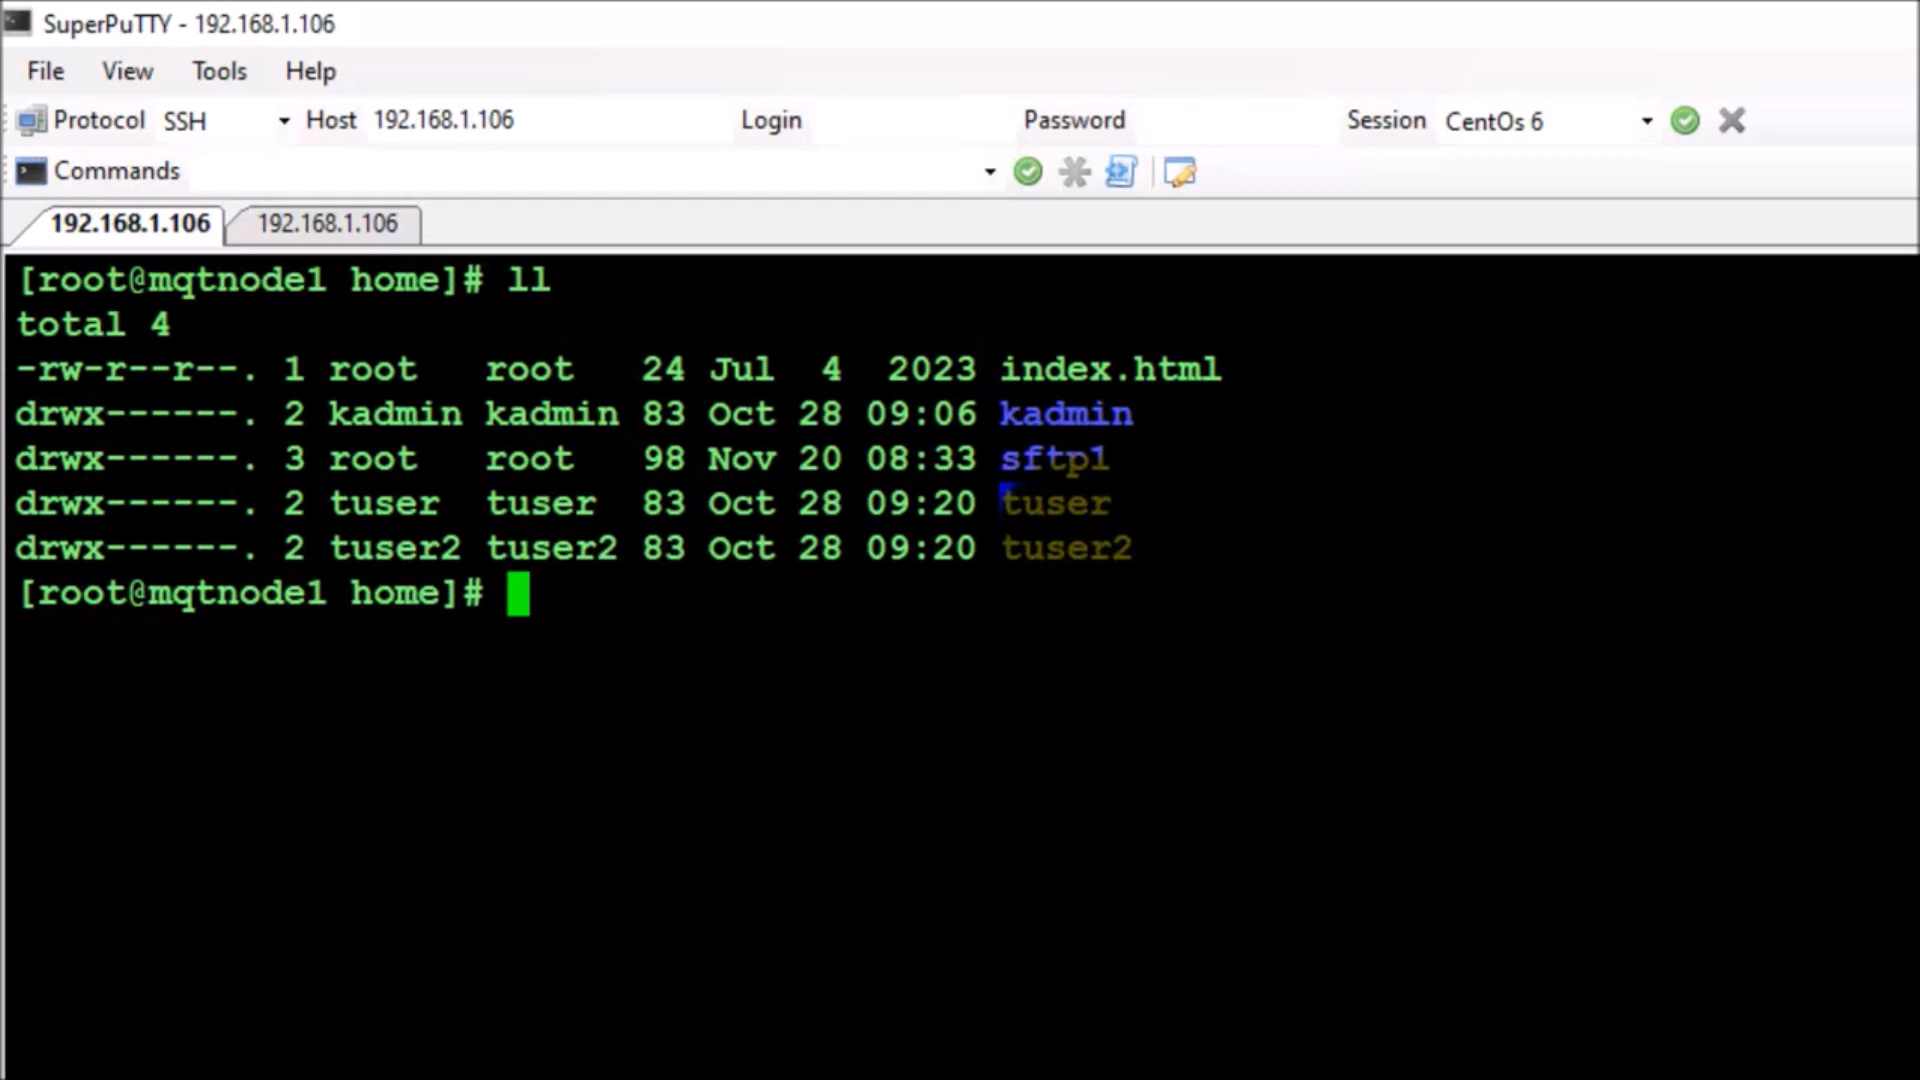 SuperPuTTY - 192.168.1.106
File View Tools Help
Protocol SSH Host 192.168.1.106 Login Password Session CentOs 6
Commands
192.168.1.106 192.168.1.106
[root@mqtnode1 home]# ll
total 4
-rw-r--r--. 1 root   root   24 Jul  4  2023 index.html
drwx------. 2 kadmin kadmin 83 Oct 28 09:06 kadmin
drwx------. 3 root   root   98 Nov 20 08:33 sftp1
drwx------. 2 tuser  tuser  83 Oct 28 09:20 tuser
drwx------. 2 tuser2 tuser2 83 Oct 28 09:20 tuser2
[root@mqtnode1 home]#